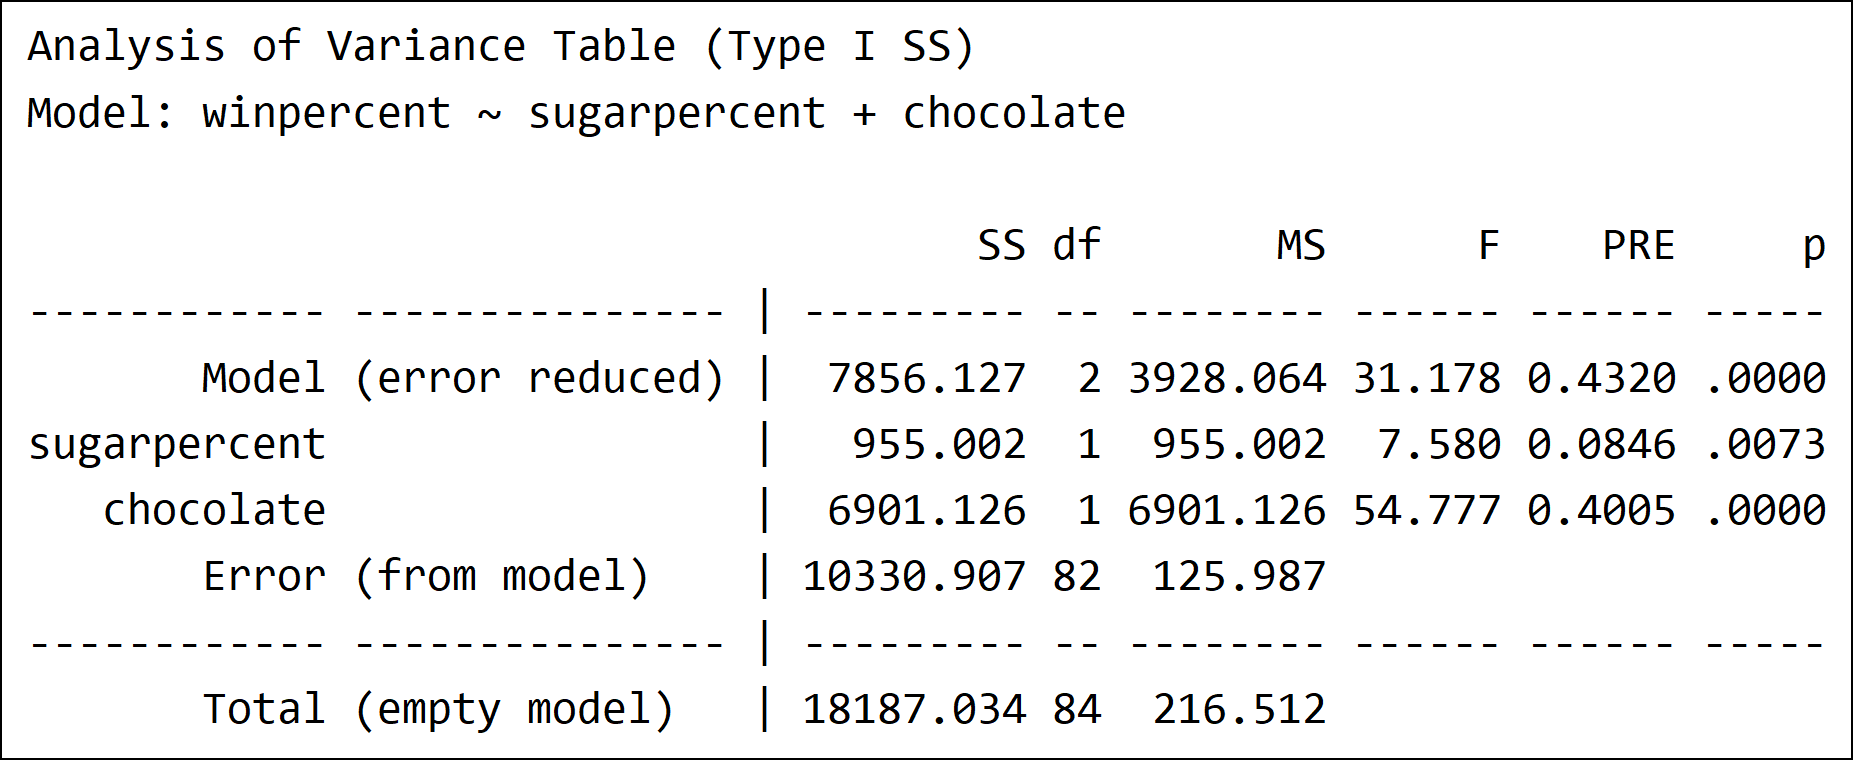 Analysis of Variance Table (Type I SS)
Model: winpercent ~ sugarpercent + chocolate
                                      SS df       MS      F    PRE     p
------------ --------------- | --------- -- -------- ------ ------ -----
       Model (error reduced) |  7856.127  2 3928.064 31.178 0.4320 .0000
sugarpercent                 |   955.002  1  955.002  7.580 0.0846 .0073
   chocolate                 |  6901.126  1 6901.126 54.777 0.4005 .0000
       Error (from model)    | 10330.907 82  125.987
------------ --------------- | --------- -- -------- ------ ------ -----
       Total (empty model)   | 18187.034 84  216.512